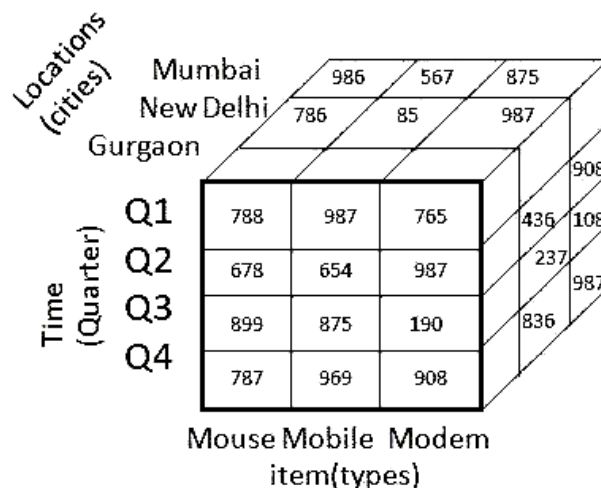 Locations
(cities)
Mumbai 986 567 875
New Delhi 786 85 987
Gurgaon
908
Q1 788 987 765 436 108
Q2 678 654 987 237
987
Q3 899 875 190 836
Q4 787 969 908
Time
(Quarter)
Mouse Mobile Modem
item(types)